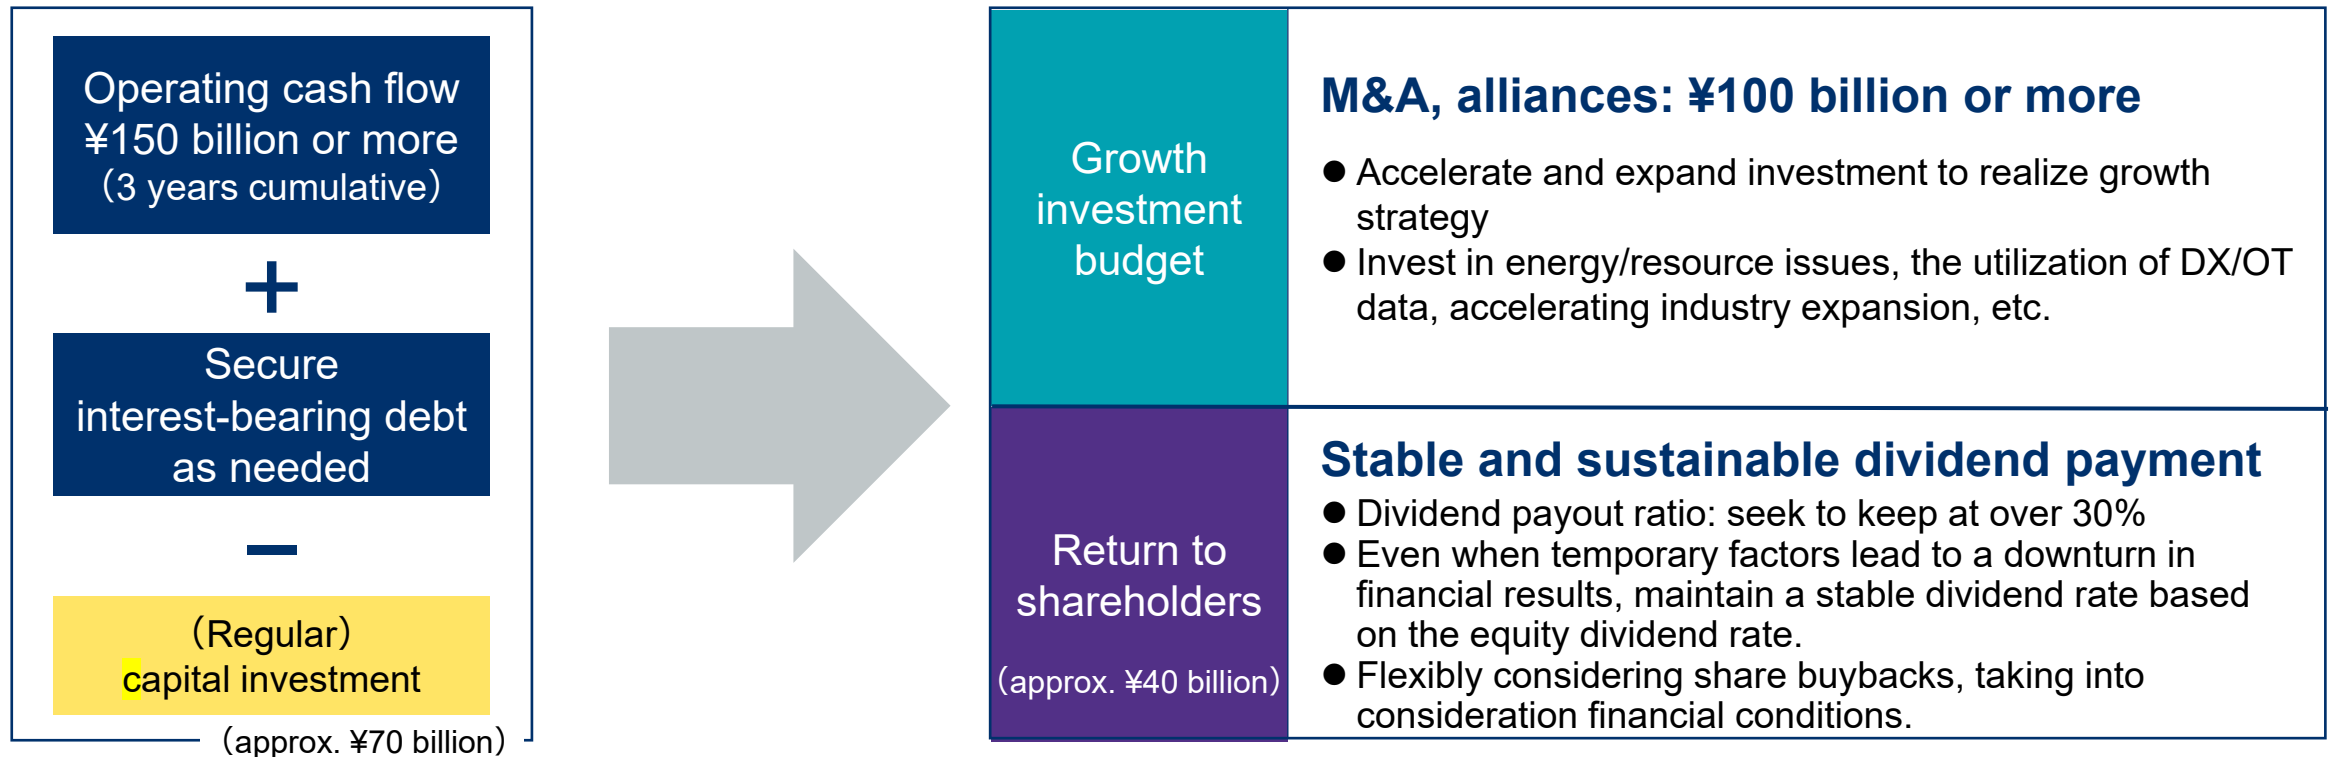 Operating cash flow
¥150 billion or more
（3 years cumulative）
+
Secure
interest-bearing debt
as needed
−
（Regular）
capital investment
（approx. ¥70 billion）
Growth
investment
budget
M&A, alliances: ¥100 billion or more
● Accelerate and expand investment to realize growth
strategy
● Invest in energy/resource issues, the utilization of DX/OT
data, accelerating industry expansion, etc.
Return to
shareholders
（approx. ¥40 billion）
Stable and sustainable dividend payment
● Dividend payout ratio: seek to keep at over 30%
● Even when temporary factors lead to a downturn in
financial results, maintain a stable dividend rate based
on the equity dividend rate.
● Flexibly considering share buybacks, taking into
consideration financial conditions.